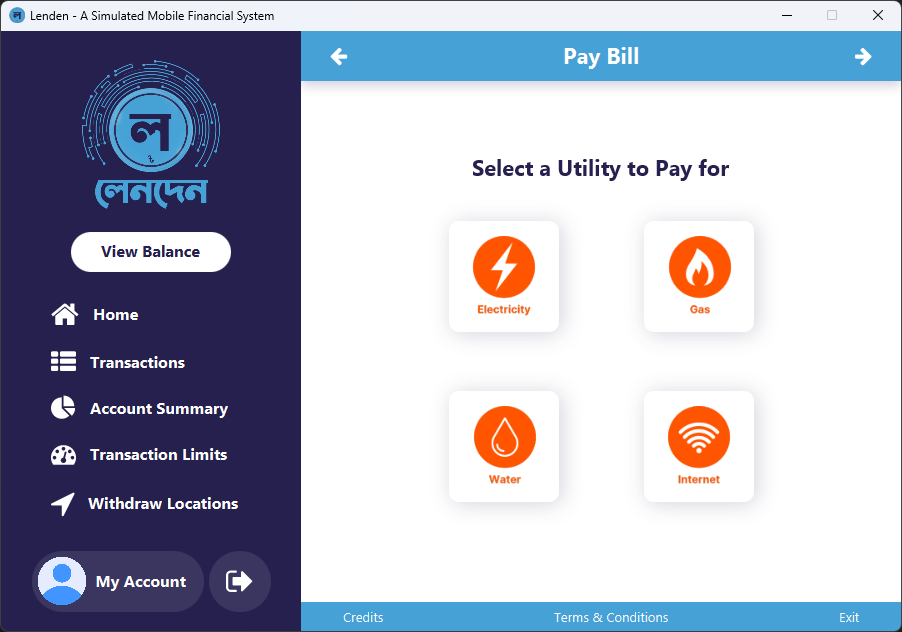 Lenden - A Simulated Mobile Financial System
ল
৳
লেনদেন
View Balance
Home
Transactions
Account Summary
Transaction Limits
Withdraw Locations
My Account
Pay Bill
Select a Utility to Pay for
Electricity
Gas
Water
Internet
Credits
Terms & Conditions
Exit